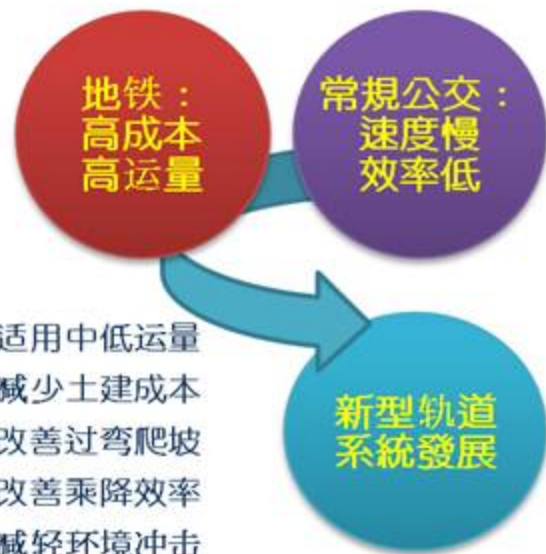 地铁：
高成本
高运量
常規公交：
速度慢
效率低
适用中低运量
减少土建成本
改善过弯爬坡
改善乘降效率
减轻环境冲击
新型轨道
系統發展